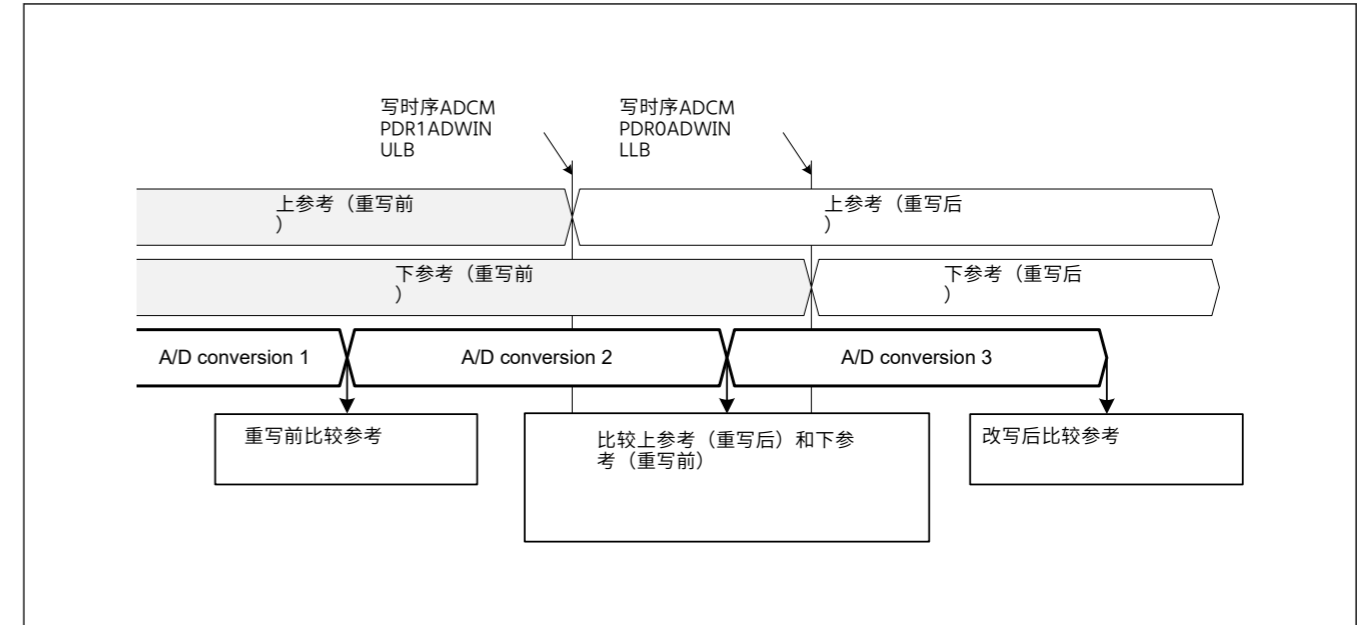 写时序ADCM
PDR1ADWIN
ULB
写时序ADCM
PDR0ADWIN
LLB
上参考（重写前
）
上参考（重写后
）
下参考（重写前
）
下参考（重写后
）
A/D conversion 1
A/D conversion 2
A/D conversion 3
重写前比较参考
比较上参考（重写后）和下参
考（重写前）
改写后比较参考